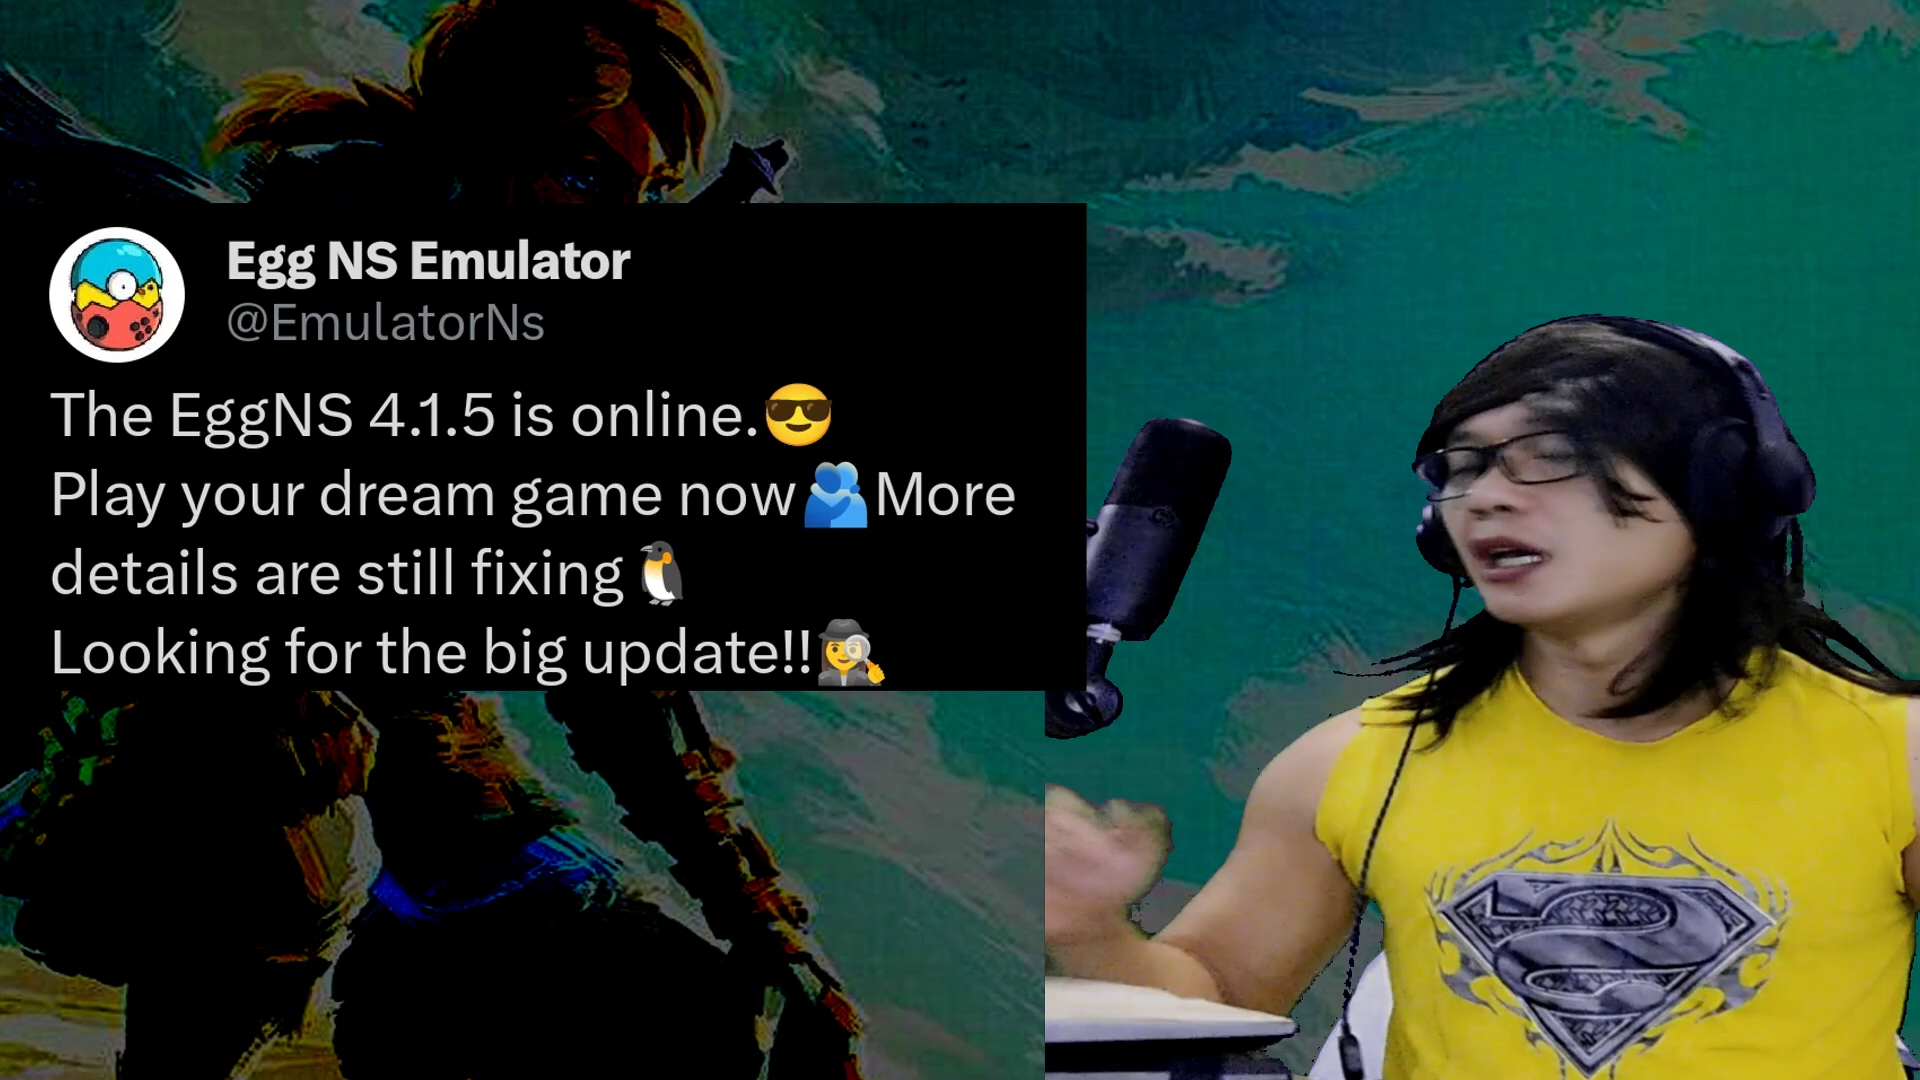 Egg NS Emulator
@EmulatorNs
The EggNS 4.1.5 is online.😎
Play your dream game now🫂More
details are still fixing🐧
Looking for the big update!!🕵️‍♀️